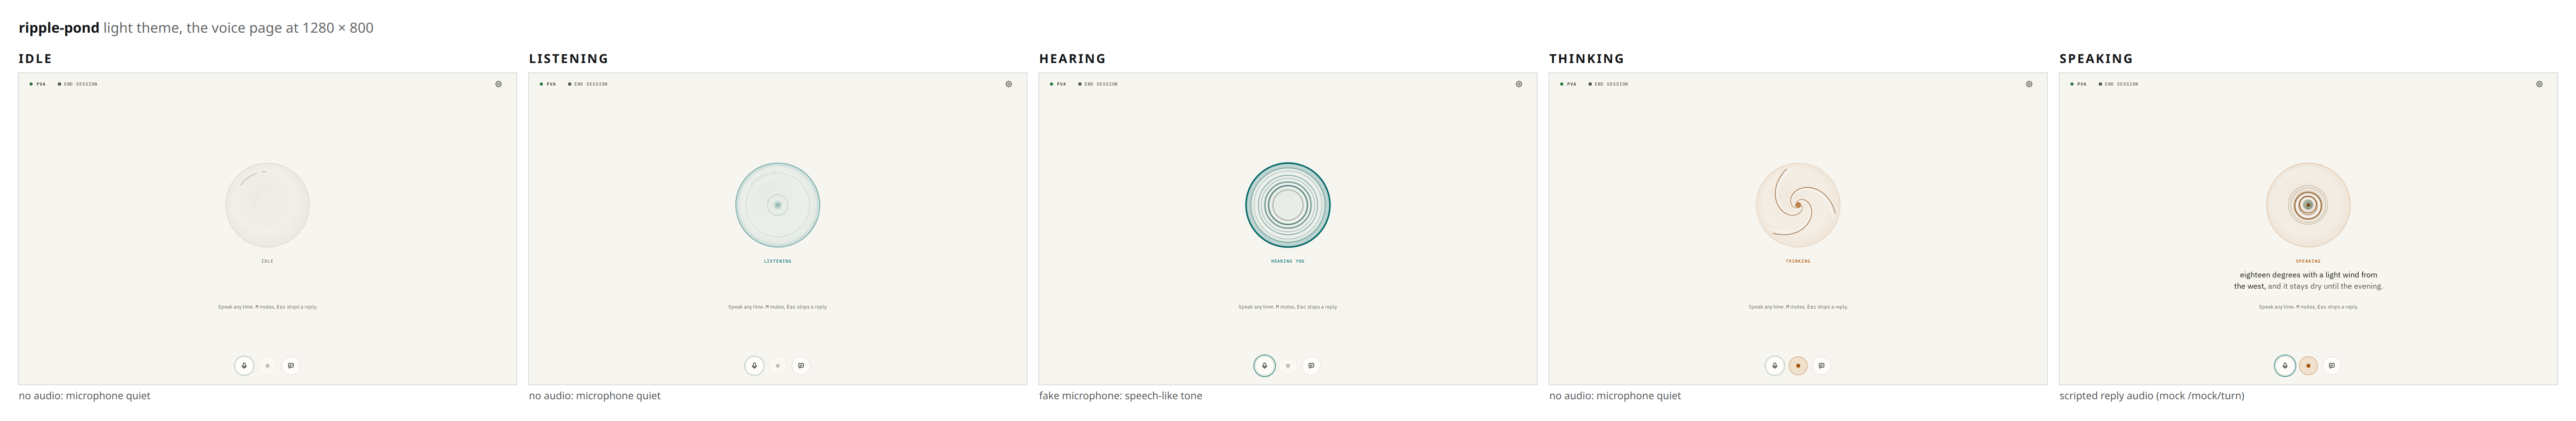 ripple-pond light theme, the voice page at 1280 × 800
IDLE
PVA END SESSION
IDLE
Speak any time. M mutes, Esc stops a reply.
no audio: microphone quiet
LISTENING
PVA END SESSION
LISTENING
Speak any time. M mutes, Esc stops a reply.
no audio: microphone quiet
HEARING
PVA END SESSION
HEARING YOU
Speak any time. M mutes, Esc stops a reply.
fake microphone: speech-like tone
THINKING
PVA END SESSION
THINKING
Speak any time. M mutes, Esc stops a reply.
no audio: microphone quiet
SPEAKING
PVA END SESSION
SPEAKING
eighteen degrees with a light wind from
the west, and it stays dry until the evening.
Speak any time. M mutes, Esc stops a reply.
scripted reply audio (mock /mock/turn)